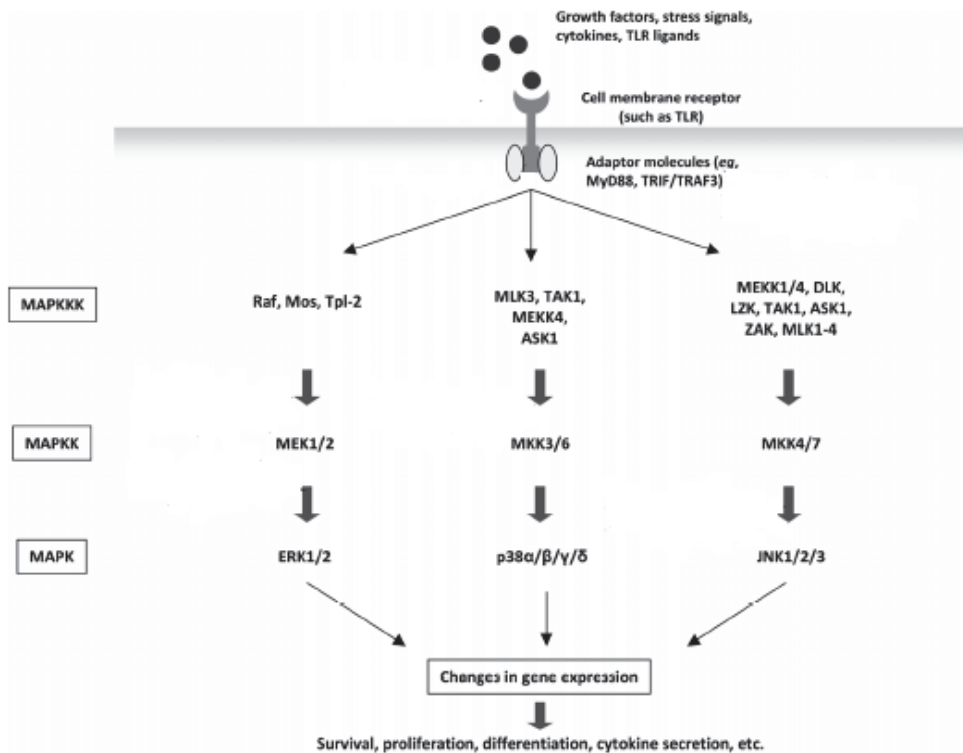 Growth factors, stress signals,
cytokines, TLR ligands
Cell membrane receptor
(such as TLR)
Adaptor molecules (eg,
MyD88, TRIF/TRAF3)
MAPKKK
Raf, Mos, Tpl-2
MLK3, TAK1,
MEKK4,
ASK1
MEKK1/4, DLK,
LZK, TAK1, ASK1,
ZAK, MLK1-4
MAPKK
MEK1/2
MKK3/6
MKK4/7
MAPK
ERK1/2
p38α/β/γ/δ
JNK1/2/3
Changes in gene expression
Survival, proliferation, differentiation, cytokine secretion, etc.